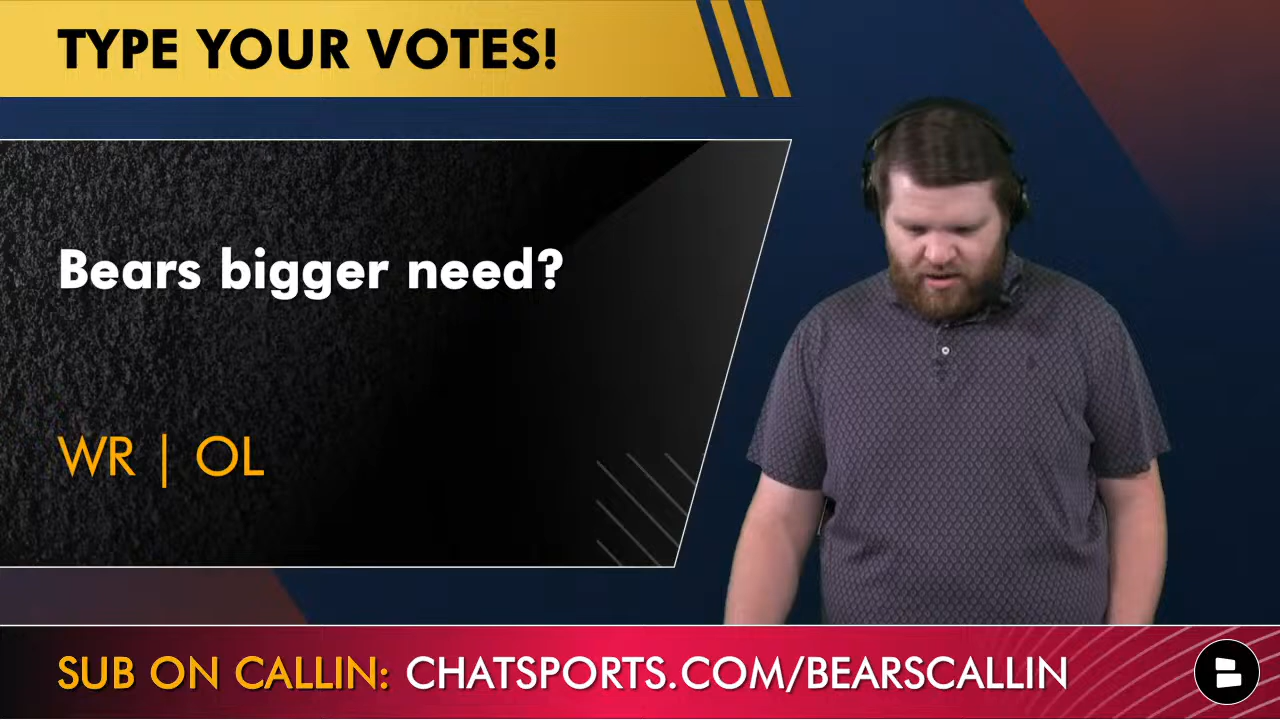 TYPE YOUR VOTES!
Bears bigger need?
WR | OL
SUB ON CALLIN: CHATSPORTS.COM/BEARSCALLIN